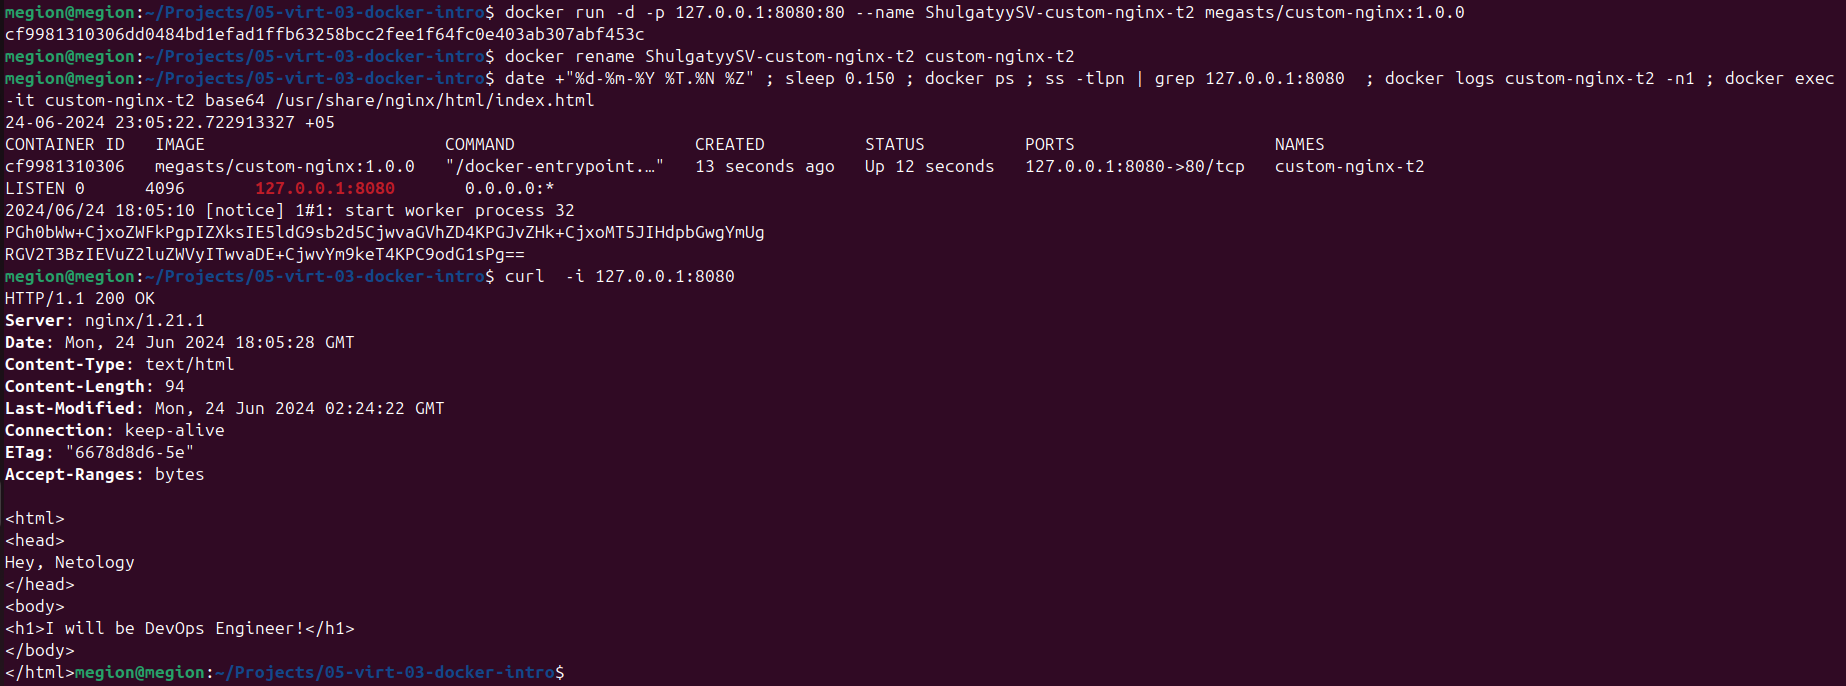 megion@megion:~/Projects/05-virt-03-docker-intro$ docker run -d -p 127.0.0.1:8080:80 --name ShulgatyySV-custom-nginx-t2 megasts/custom-nginx:1.0.0
cf9981310306dd0484bd1efad1ffb63258bcc2fee1f64fc0e403ab307abf453c
megion@megion:~/Projects/05-virt-03-docker-intro$ docker rename ShulgatyySV-custom-nginx-t2 custom-nginx-t2
megion@megion:~/Projects/05-virt-03-docker-intro$ date +"%d-%m-%Y %T.%N %Z" ; sleep 0.150 ; docker ps ; ss -tlpn | grep 127.0.0.1:8080  ; docker logs custom-nginx-t2 -n1 ; docker exec
-it custom-nginx-t2 base64 /usr/share/nginx/html/index.html
24-06-2024 23:05:22.722913327 +05
CONTAINER ID   IMAGE                        COMMAND                  CREATED          STATUS          PORTS                    NAMES
cf9981310306   megasts/custom-nginx:1.0.0   "/docker-entrypoint.…"   13 seconds ago   Up 12 seconds   127.0.0.1:8080->80/tcp   custom-nginx-t2
LISTEN 0      4096       127.0.0.1:8080       0.0.0.0:*
2024/06/24 18:05:10 [notice] 1#1: start worker process 32
PGh0bWw+CjxoZWFkPgpIZXksIE5ldG9sb2d5CjwvaGVhZD4KPGJvZHk+CjxoMT5JIHdpbGwgYmUg
RGV2T3BzIEVuZ2luZWVyITwvaDE+CjwvYm9keT4KPC9odG1sPg==
megion@megion:~/Projects/05-virt-03-docker-intro$ curl  -i 127.0.0.1:8080
HTTP/1.1 200 OK
Server: nginx/1.21.1
Date: Mon, 24 Jun 2024 18:05:28 GMT
Content-Type: text/html
Content-Length: 94
Last-Modified: Mon, 24 Jun 2024 02:24:22 GMT
Connection: keep-alive
ETag: "6678d8d6-5e"
Accept-Ranges: bytes

<html>
<head>
Hey, Netology
</head>
<body>
<h1>I will be DevOps Engineer!</h1>
</body>
</html>megion@megion:~/Projects/05-virt-03-docker-intro$